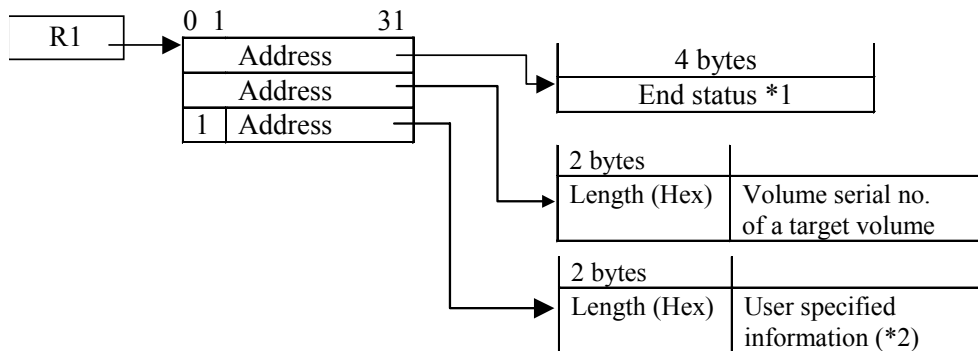 0 1 31
R1
Address
Address
1 Address
4 bytes
End status *1
2 bytes
Length (Hex) Volume serial no.
of a target volume
2 bytes
Length (Hex) User specified
information (*2)